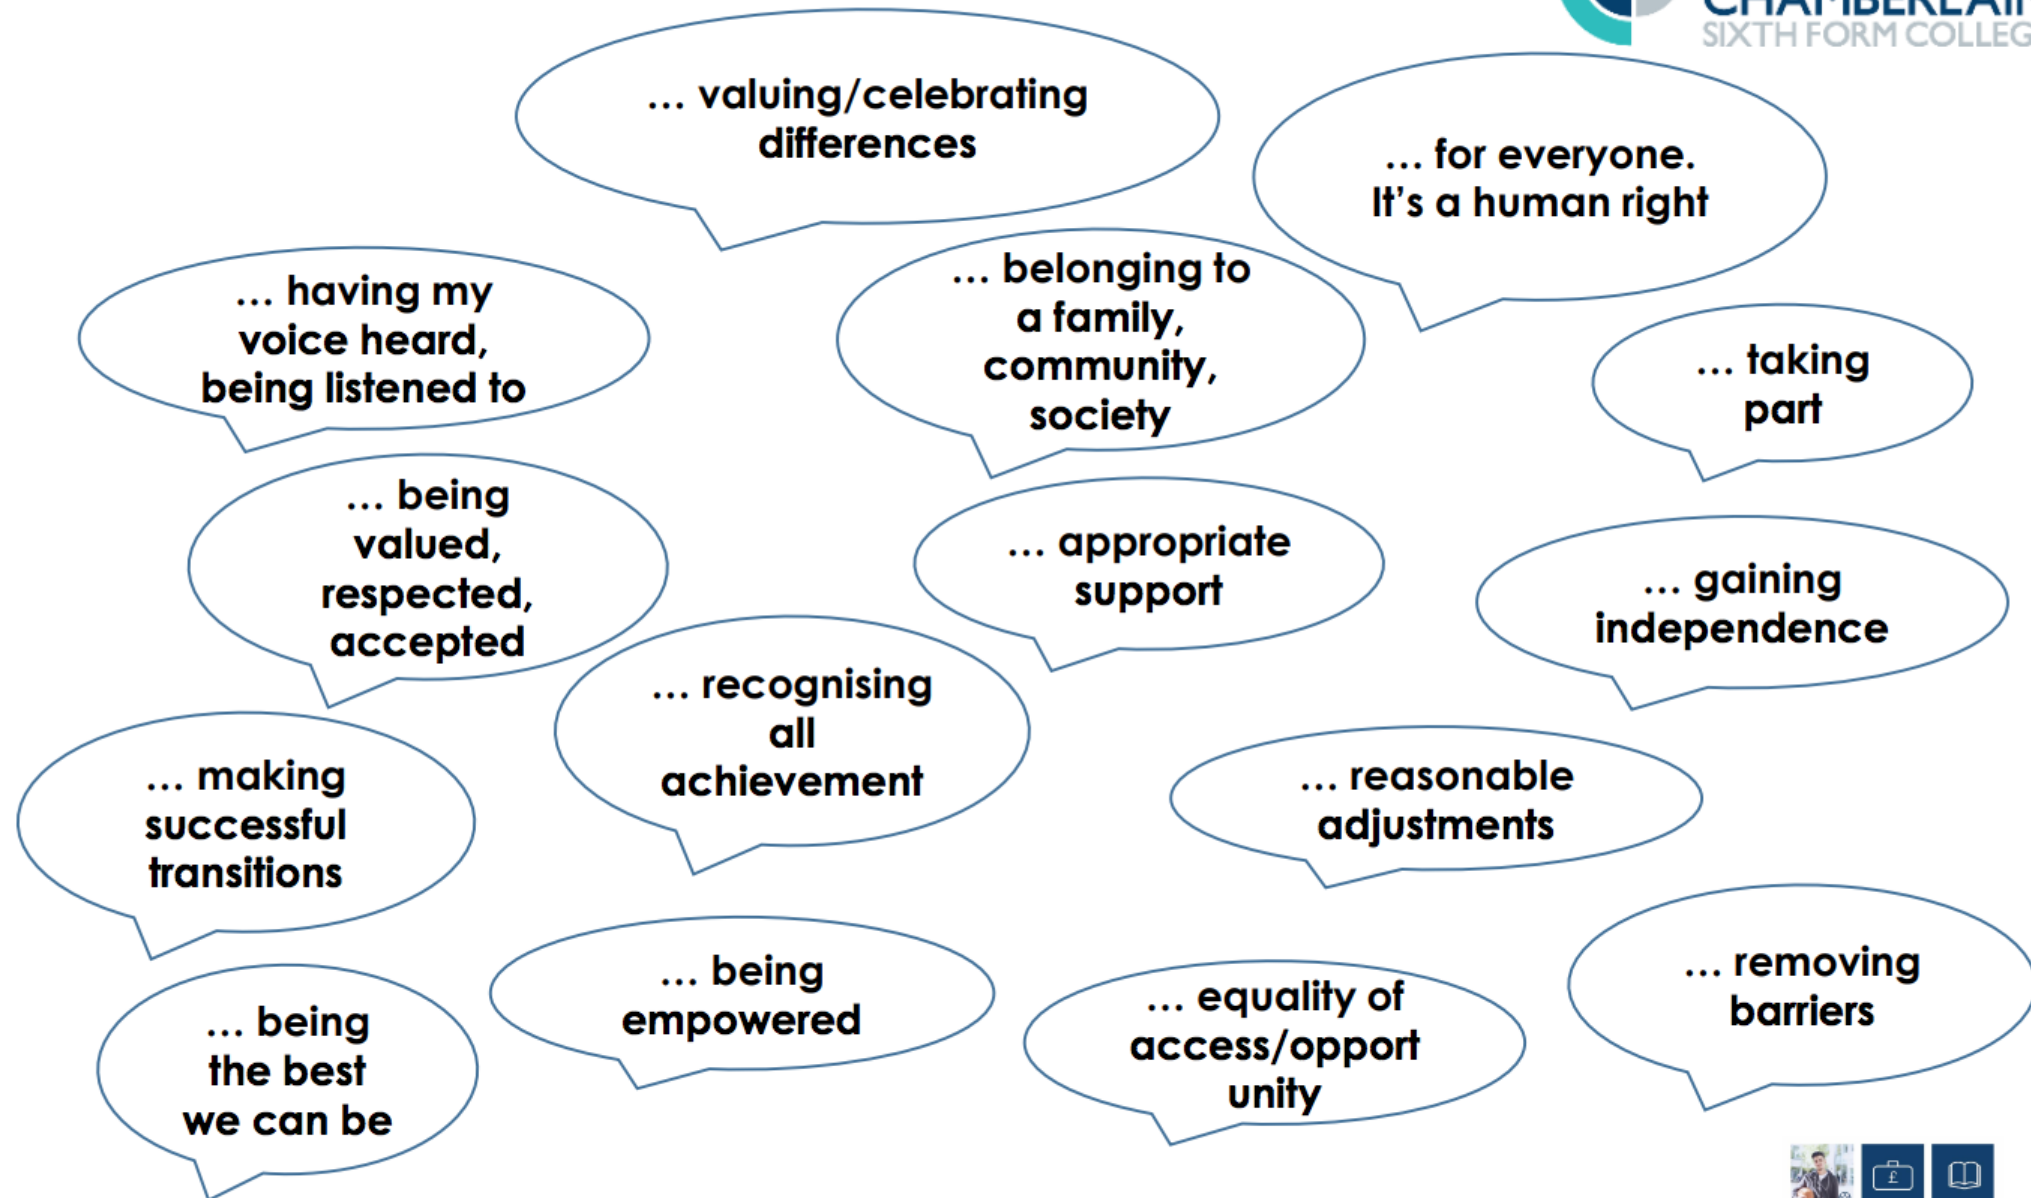 CHAMBERLAIN
SIXTH FORM COLLEG
... valuing/celebrating
differences
... for everyone.
It's a human right
... having my
voice heard,
being listened to
... belonging to
a family,
community,
society
... taking
part
... being
valued,
respected,
accepted
... appropriate
support
... gaining
independence
... recognising
all
achievement
... making
successful
transitions
... reasonable
adjustments
... being
the best
we can be
... being
empowered
... equality of
access/opport
unity
... removing
barriers
£